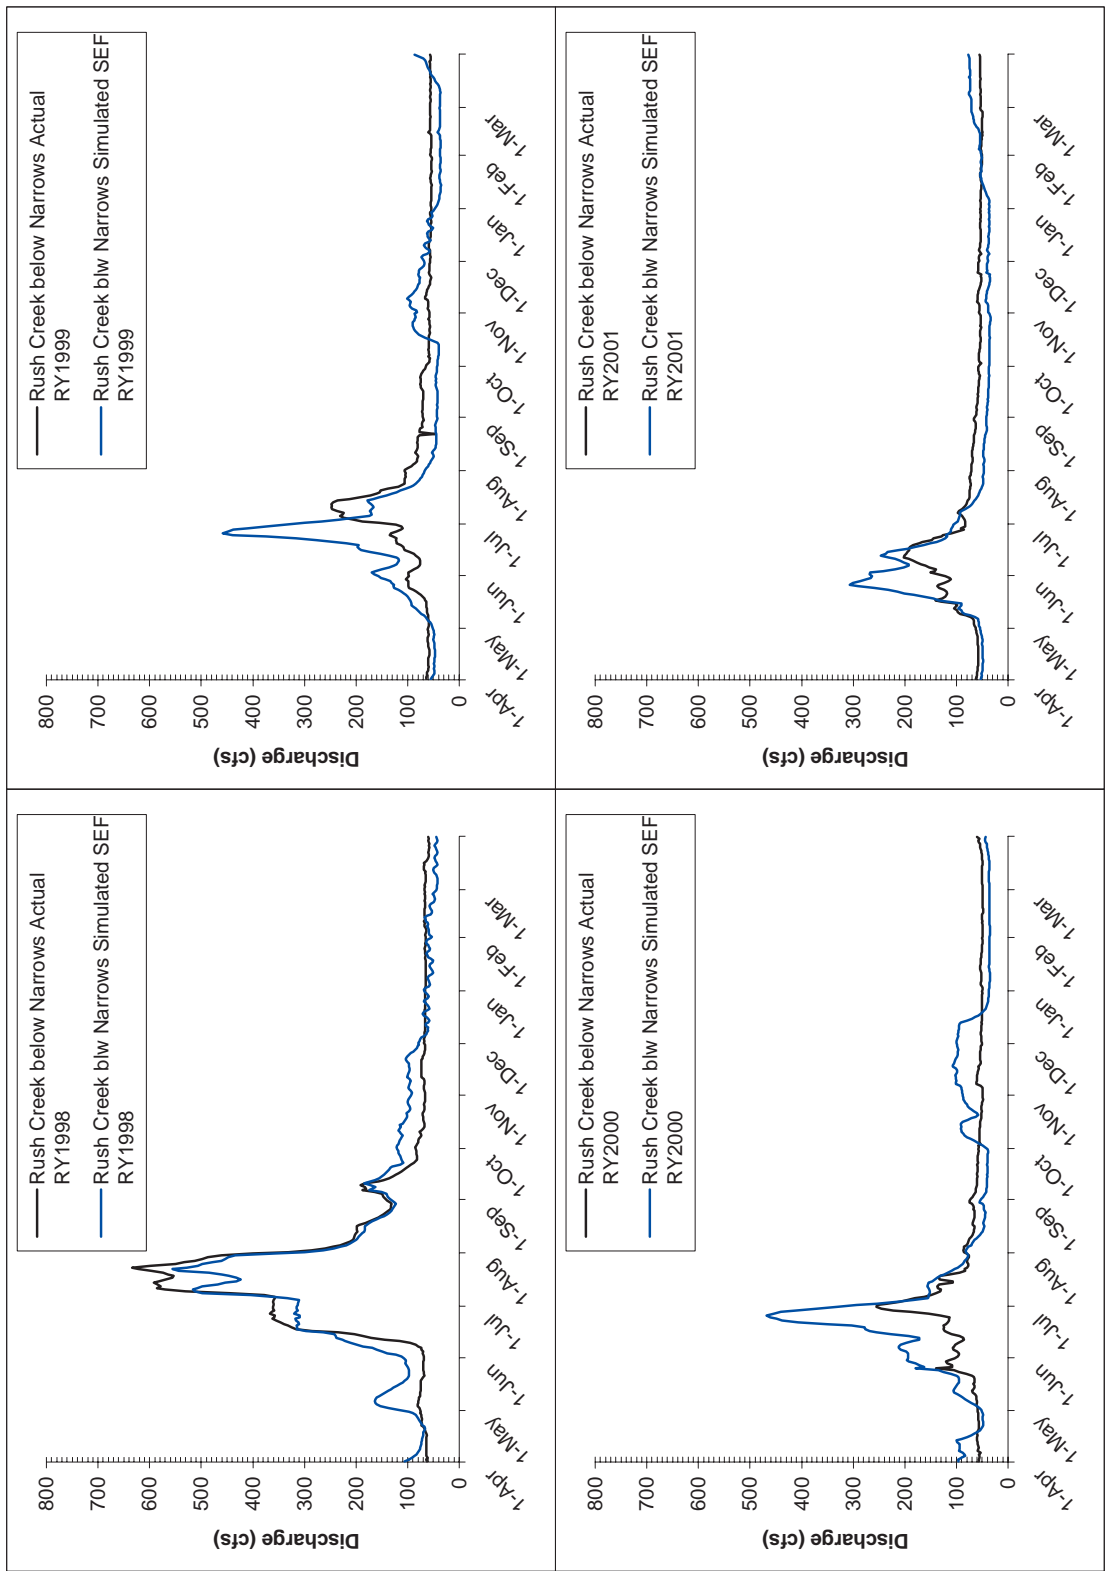 Rush Creek below Narrows Actual
RY1998
Rush Creek blw Narrows Simulated SEF
RY1998
Discharge (cfs)
800
700
600
500
400
300
200
100
0
1-Apr
1-May
1-Jun
1-Jul
1-Aug
1-Sep
1-Oct
1-Nov
1-Dec
1-Jan
1-Feb
1-Mar
Rush Creek below Narrows Actual
RY1999
Rush Creek blw Narrows Simulated SEF
RY1999
Discharge (cfs)
800
700
600
500
400
300
200
100
0
1-Apr
1-May
1-Jun
1-Jul
1-Aug
1-Sep
1-Oct
1-Nov
1-Dec
1-Jan
1-Feb
1-Mar
Rush Creek below Narrows Actual
RY2000
Rush Creek blw Narrows Simulated SEF
RY2000
Discharge (cfs)
800
700
600
500
400
300
200
100
0
1-Apr
1-May
1-Jun
1-Jul
1-Aug
1-Sep
1-Oct
1-Nov
1-Dec
1-Jan
1-Feb
1-Mar
Rush Creek below Narrows Actual
RY2001
Rush Creek blw Narrows Simulated SEF
RY2001
Discharge (cfs)
800
700
600
500
400
300
200
100
0
1-Apr
1-May
1-Jun
1-Jul
1-Aug
1-Sep
1-Oct
1-Nov
1-Dec
1-Jan
1-Feb
1-Mar